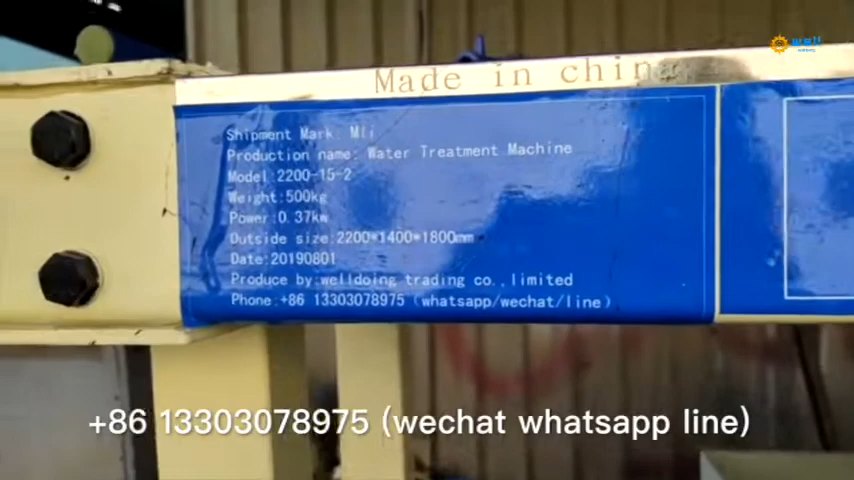 Made in china
Shipment Mark: Mli
Production name: Water Treatment Machine
Model:2200-15-2
Weight:500kg
Power:0.37kw
Outside size:2200*1400*1800mm
Date:20190801
Produce by:welldoing trading co.,limited
Phone:+86 13303078975 (whatsapp/wechat/line)
+86 13303078975 (wechat whatsapp line)